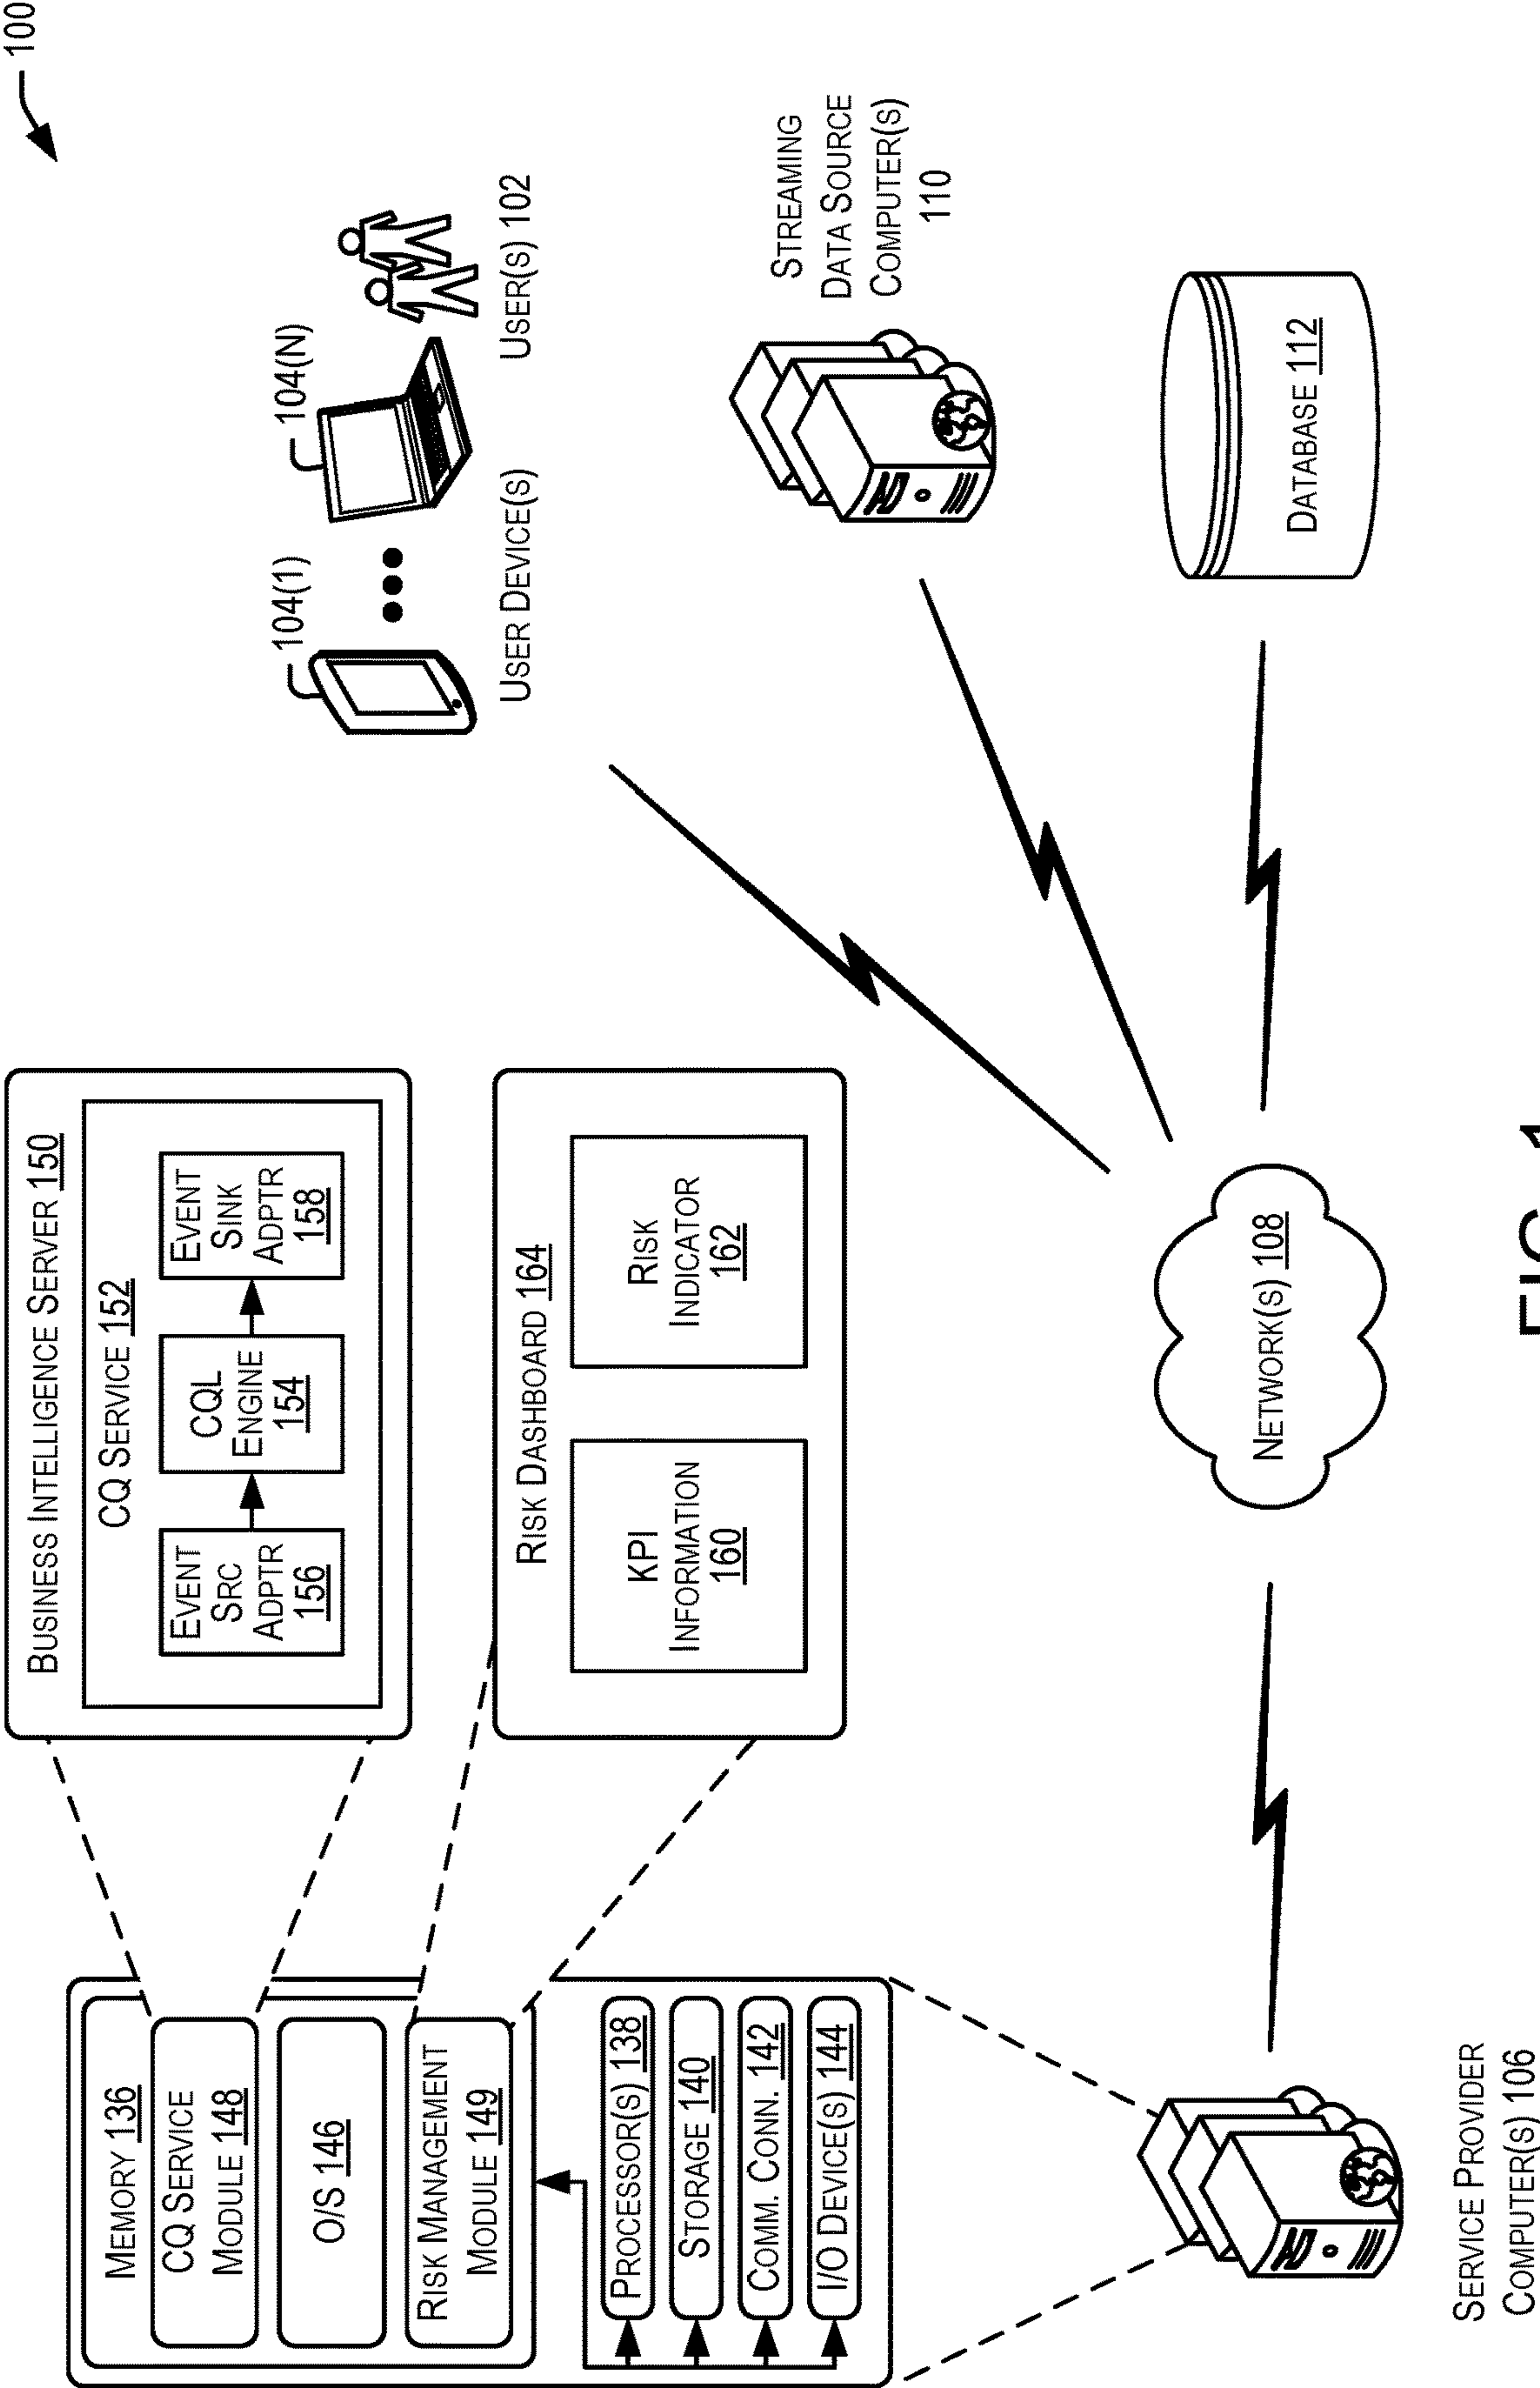 100
MEMORY 136
CQ SERVICE
MODULE 148
O/S 146
RISK MANAGEMENT
MODULE 149
PROCESSOR(S) 138
STORAGE 140
COMM. CONN. 142
I/O DEVICE(S) 144
BUSINESS INTELLIGENCE SERVER 150
CQ SERVICE 152
EVENT
SRC
ADPTR
156
CQL
ENGINE
154
EVENT
SINK
ADPTR
158
RISK DASHBOARD 164
KPI
INFORMATION
160
RISK
INDICATOR
162
104(1)
104(N)
USER DEVICE(S)
USER(S) 102
STREAMING
DATA SOURCE
COMPUTER(S)
110
DATABASE 112
NETWORK(S) 108
SERVICE PROVIDER
COMPUTER(S) 106
FIG. 1